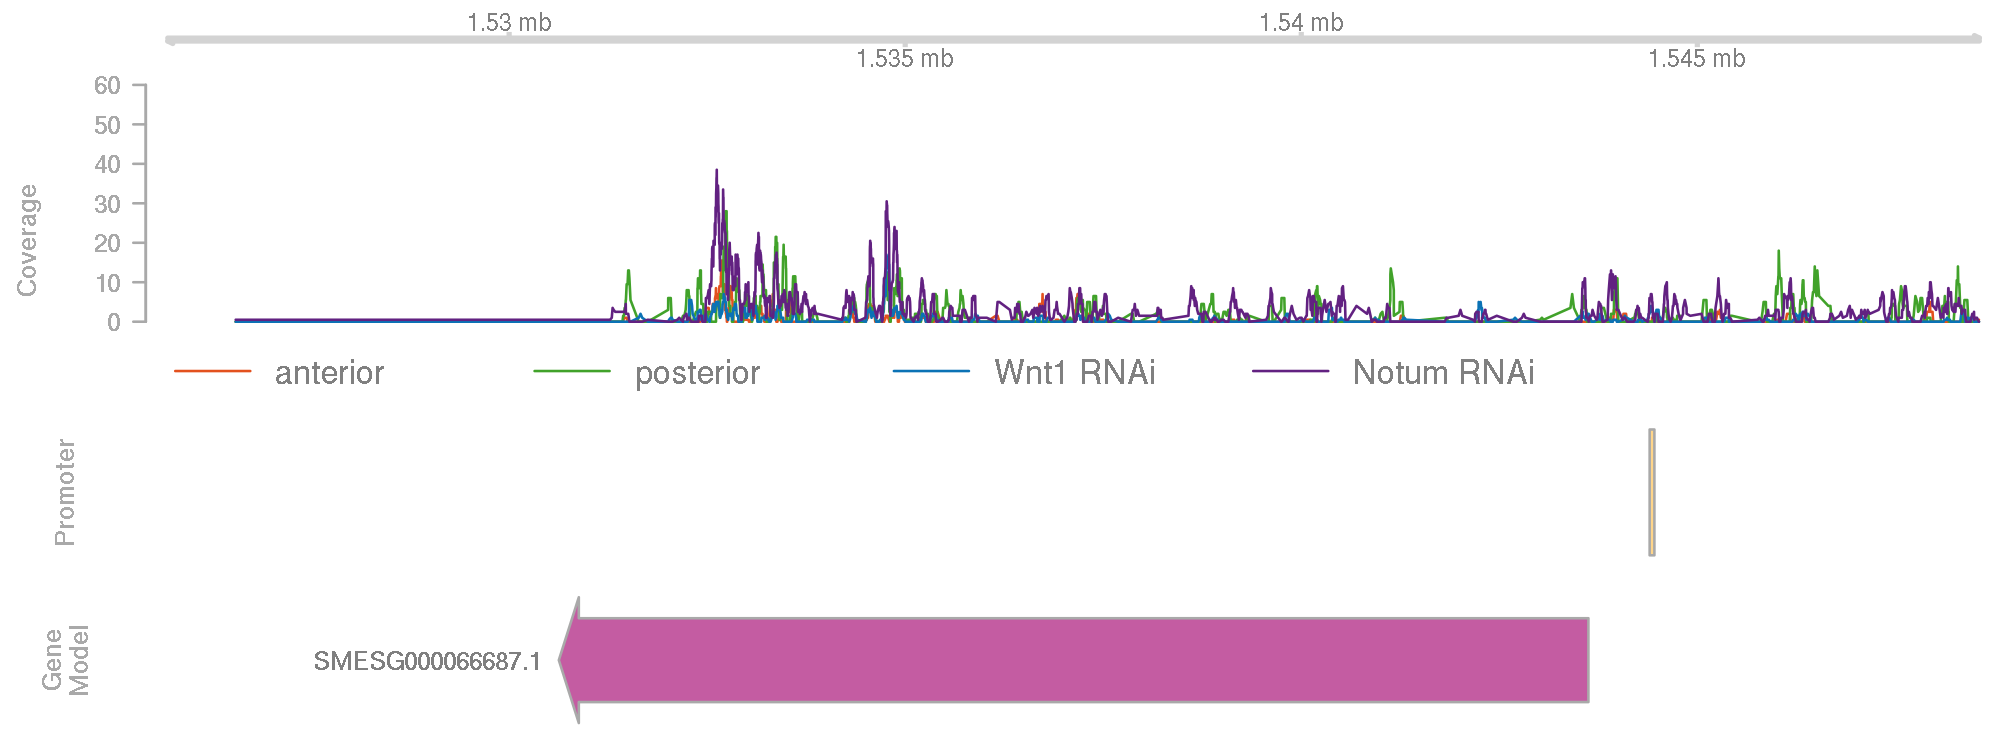 1.53 mb
1.54 mb
1.535 mb
1.545 mb
60
50
40
30
20
10
0
Coverage
anterior
posterior
Wnt1 RNAi
Notum RNAi
Promoter
Gene
Model
SMESG000066687.1